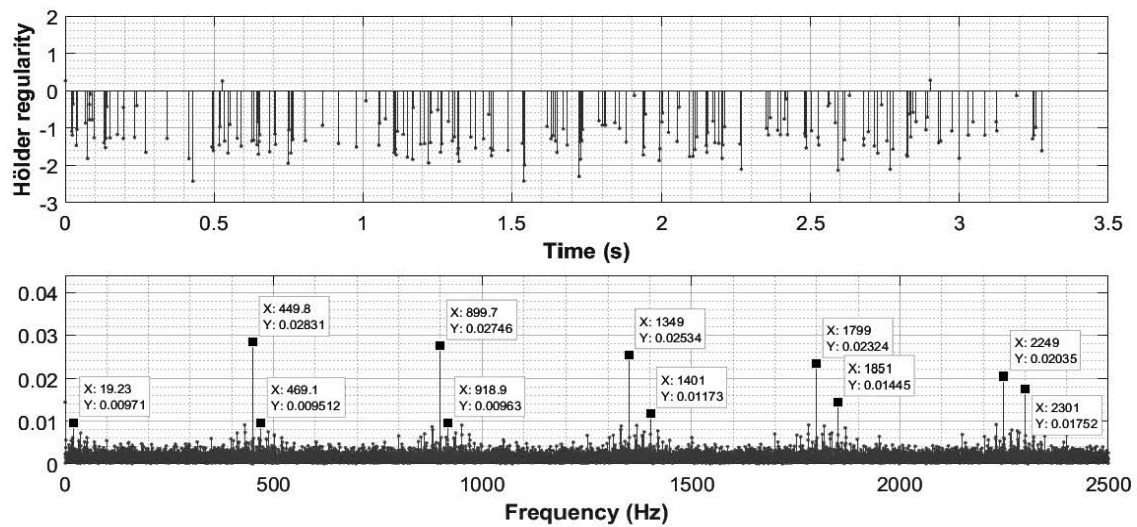 2
1
0
-1
-2
-3
Hölder regularity
0 0.5 1 1.5 2 2.5 3 3.5
Time (s)
0.04
0.03
0.02
0.01
0
X: 19.23
Y: 0.00971
X: 449.8
Y: 0.02831
X: 469.1
Y: 0.009512
X: 899.7
Y: 0.02746
X: 918.9
Y: 0.00963
X: 1349
Y: 0.02534
X: 1401
Y: 0.01173
X: 1799
Y: 0.02324
X: 1851
Y: 0.01445
X: 2249
Y: 0.02035
X: 2301
Y: 0.01752
0 500 1000 1500 2000 2500
Frequency (Hz)